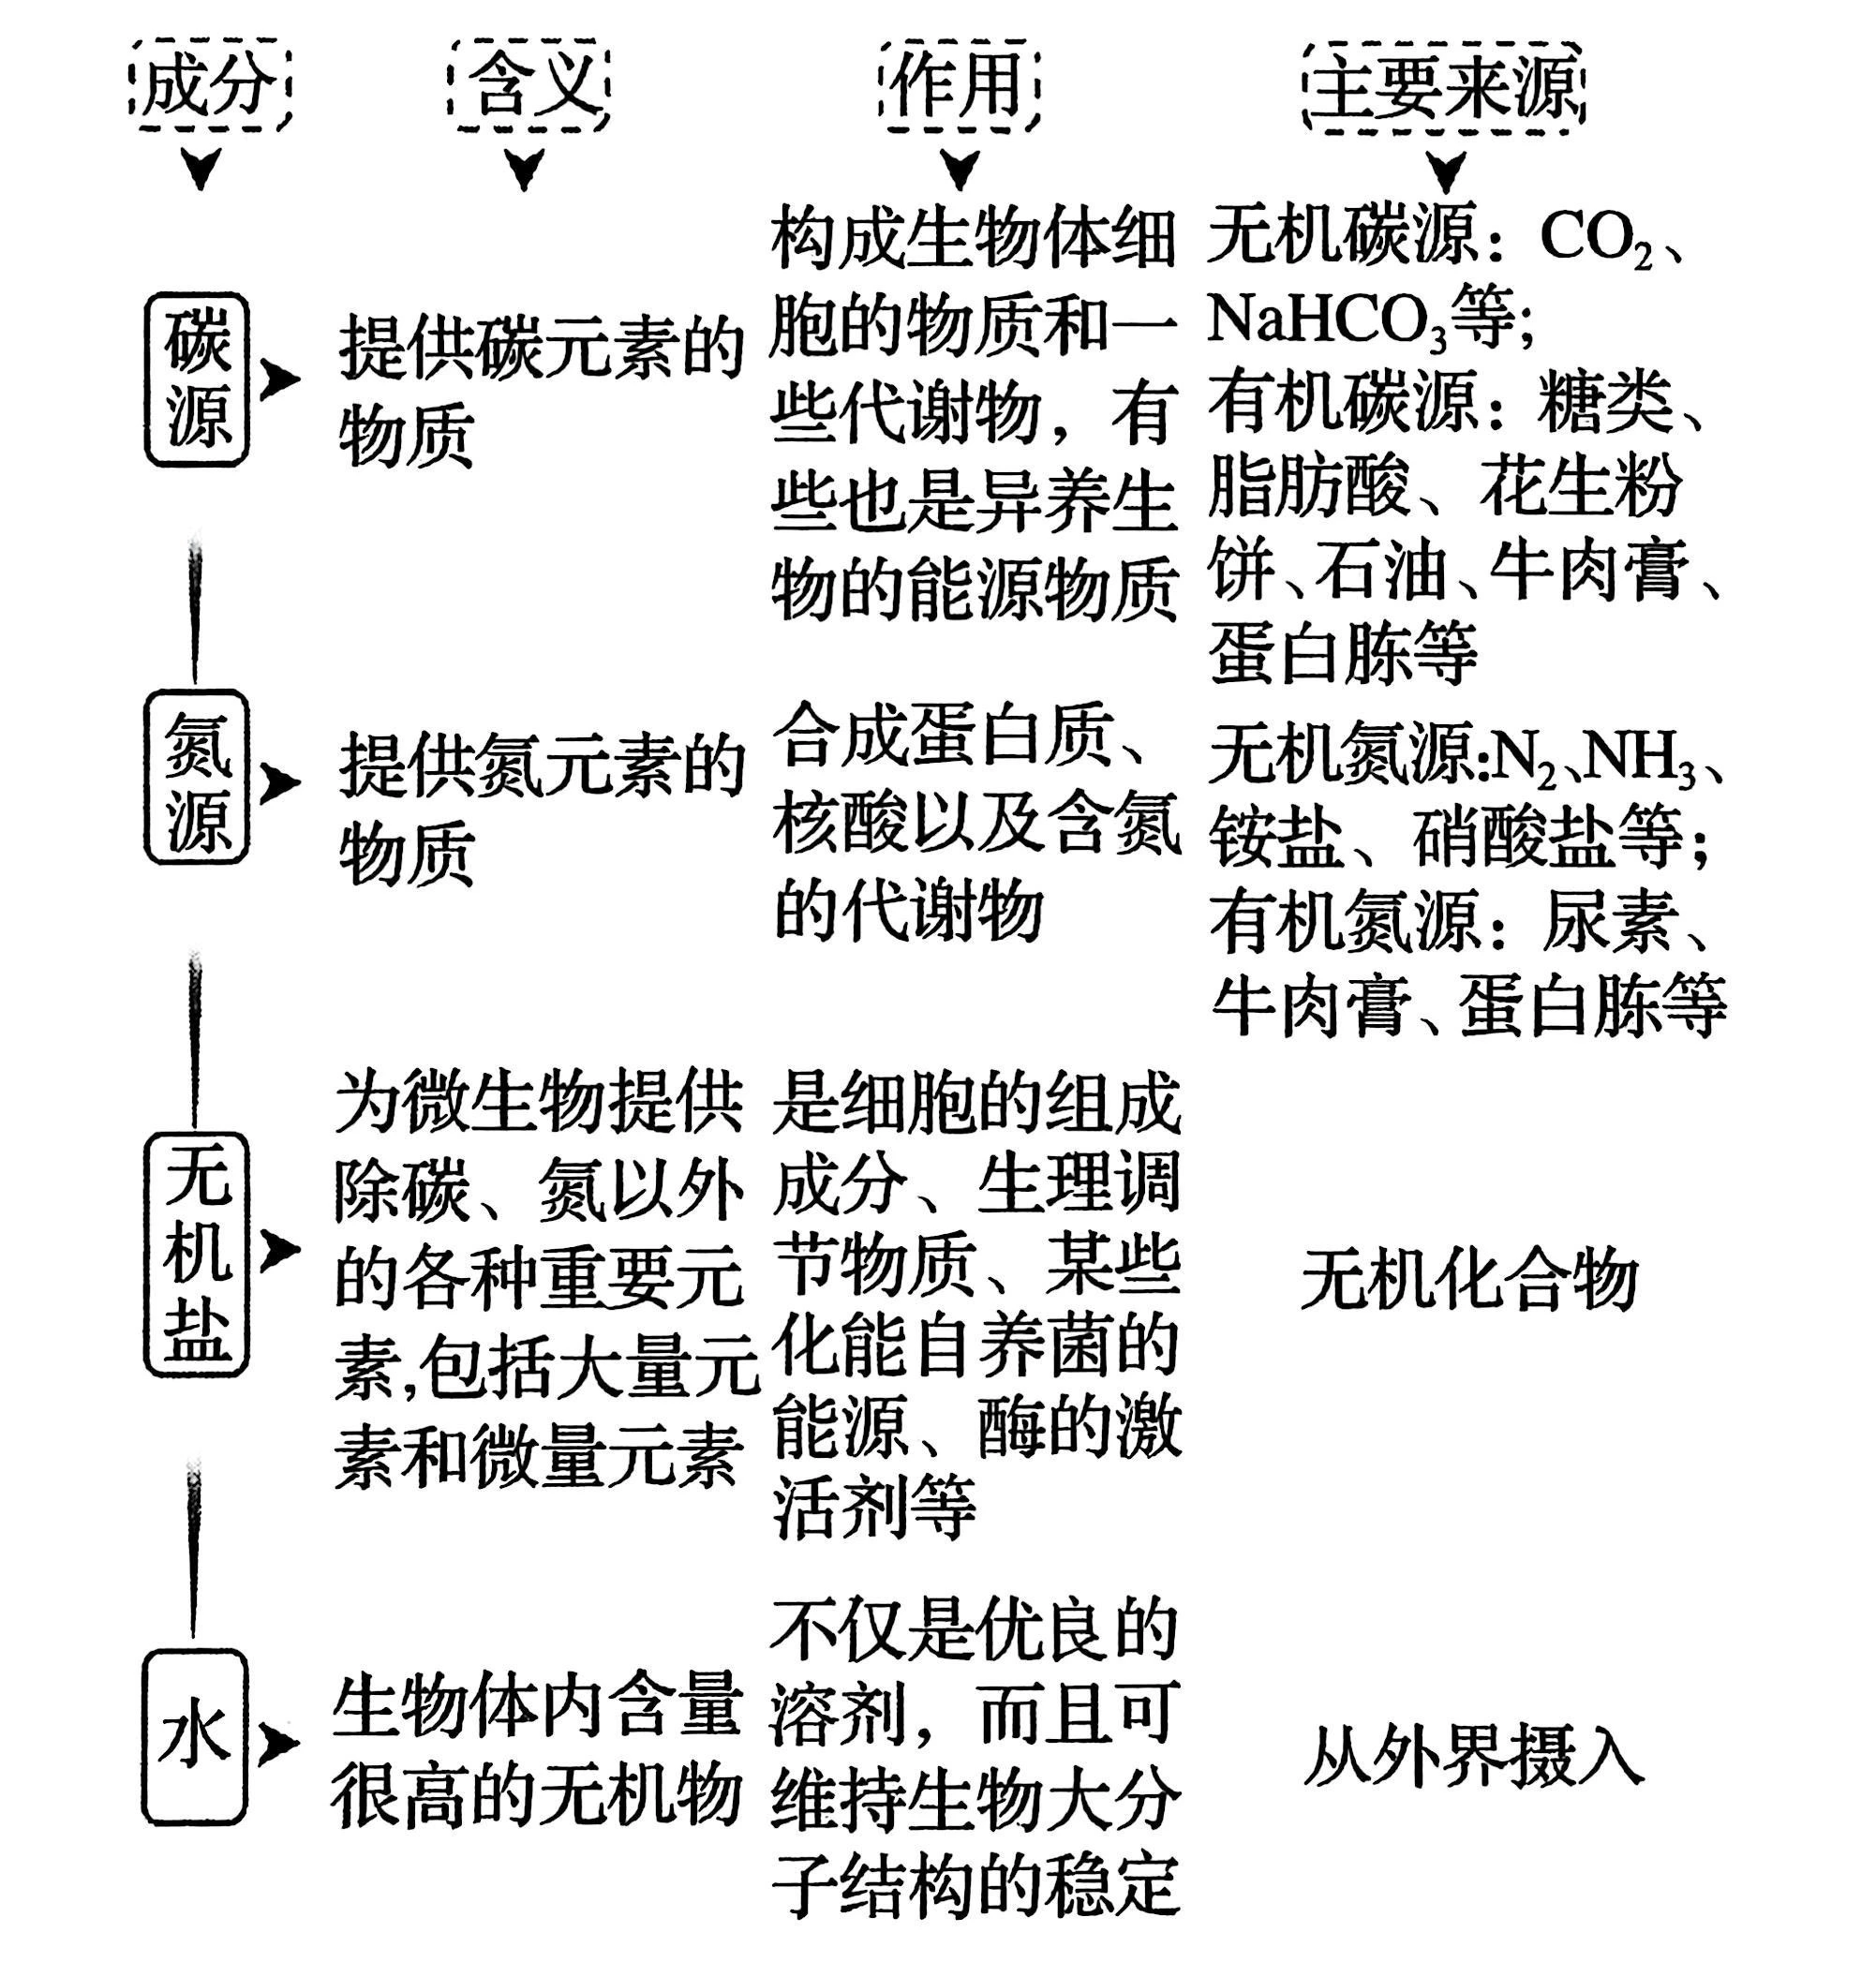 成分 含义 作用 主要来源
碳源
提供碳元素的
物质
构成生物体细
胞的物质和一
些代谢物，有
些也是异养生
物的能源物质
无机碳源：CO₂、
NaHCO₃等；
有机碳源：糖类、
脂肪酸、花生粉
饼、石油、牛肉膏、
蛋白胨等
氮源
提供氮元素的
物质
合成蛋白质、
核酸以及含氮
的代谢物
无机氮源：N₂、NH₃、
铵盐、硝酸盐等；
有机氮源：尿素、
牛肉膏、蛋白胨等
无机盐
为微生物提供
除碳、氮以外
的各种重要元
素，包括大量元
素和微量元素
是细胞的组成
成分、生理调
节物质、某些
化能自养菌的
能源、酶的激
活剂等
无机化合物
水
生物体内含量
很高的无机物
不仅是优良的
溶剂，而且可
维持生物大分
子结构的稳定
从外界摄入